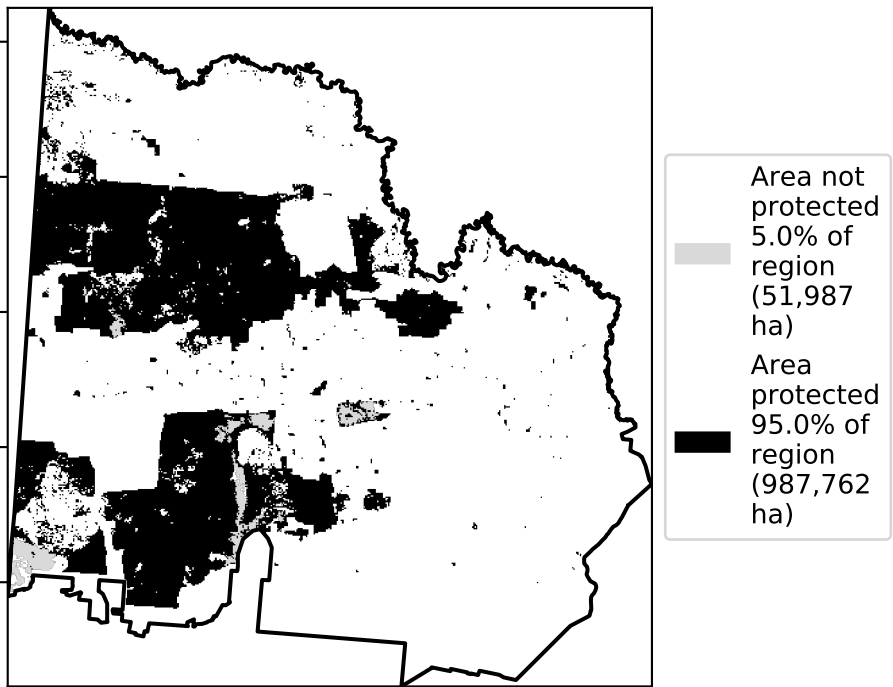 Area not
protected
5.0% of
region
(51,987
ha)
Area
protected
95.0% of
region
(987,762
ha)